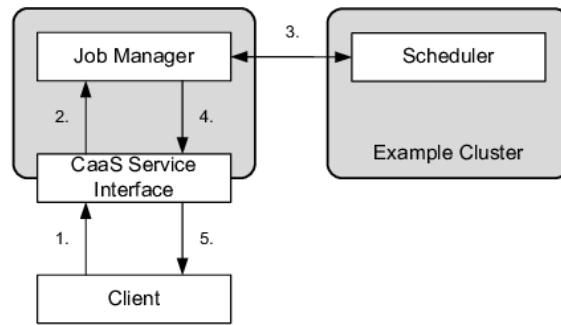 Job Manager
3.
Scheduler
2.
4.
CaaS Service
Interface
Example Cluster
1.
5.
Client